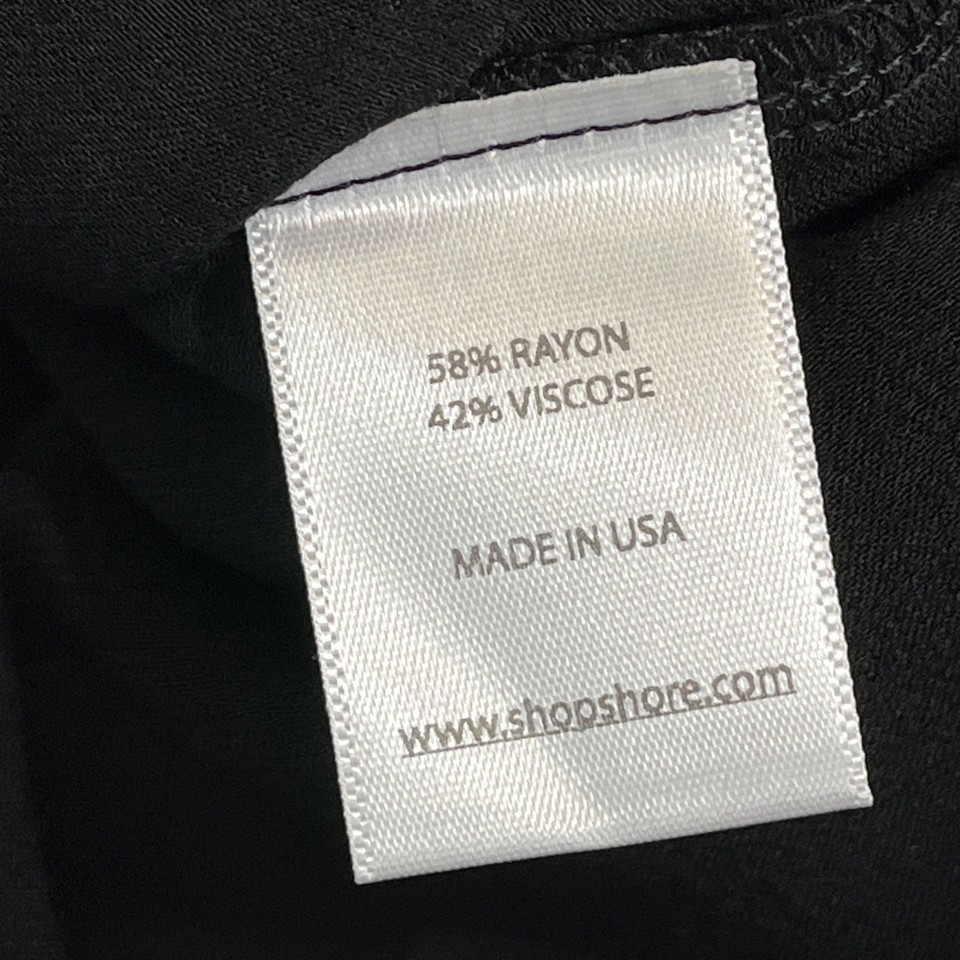 58% RAYON
42% VISCOSE
MADE IN USA
www.shopshore.com